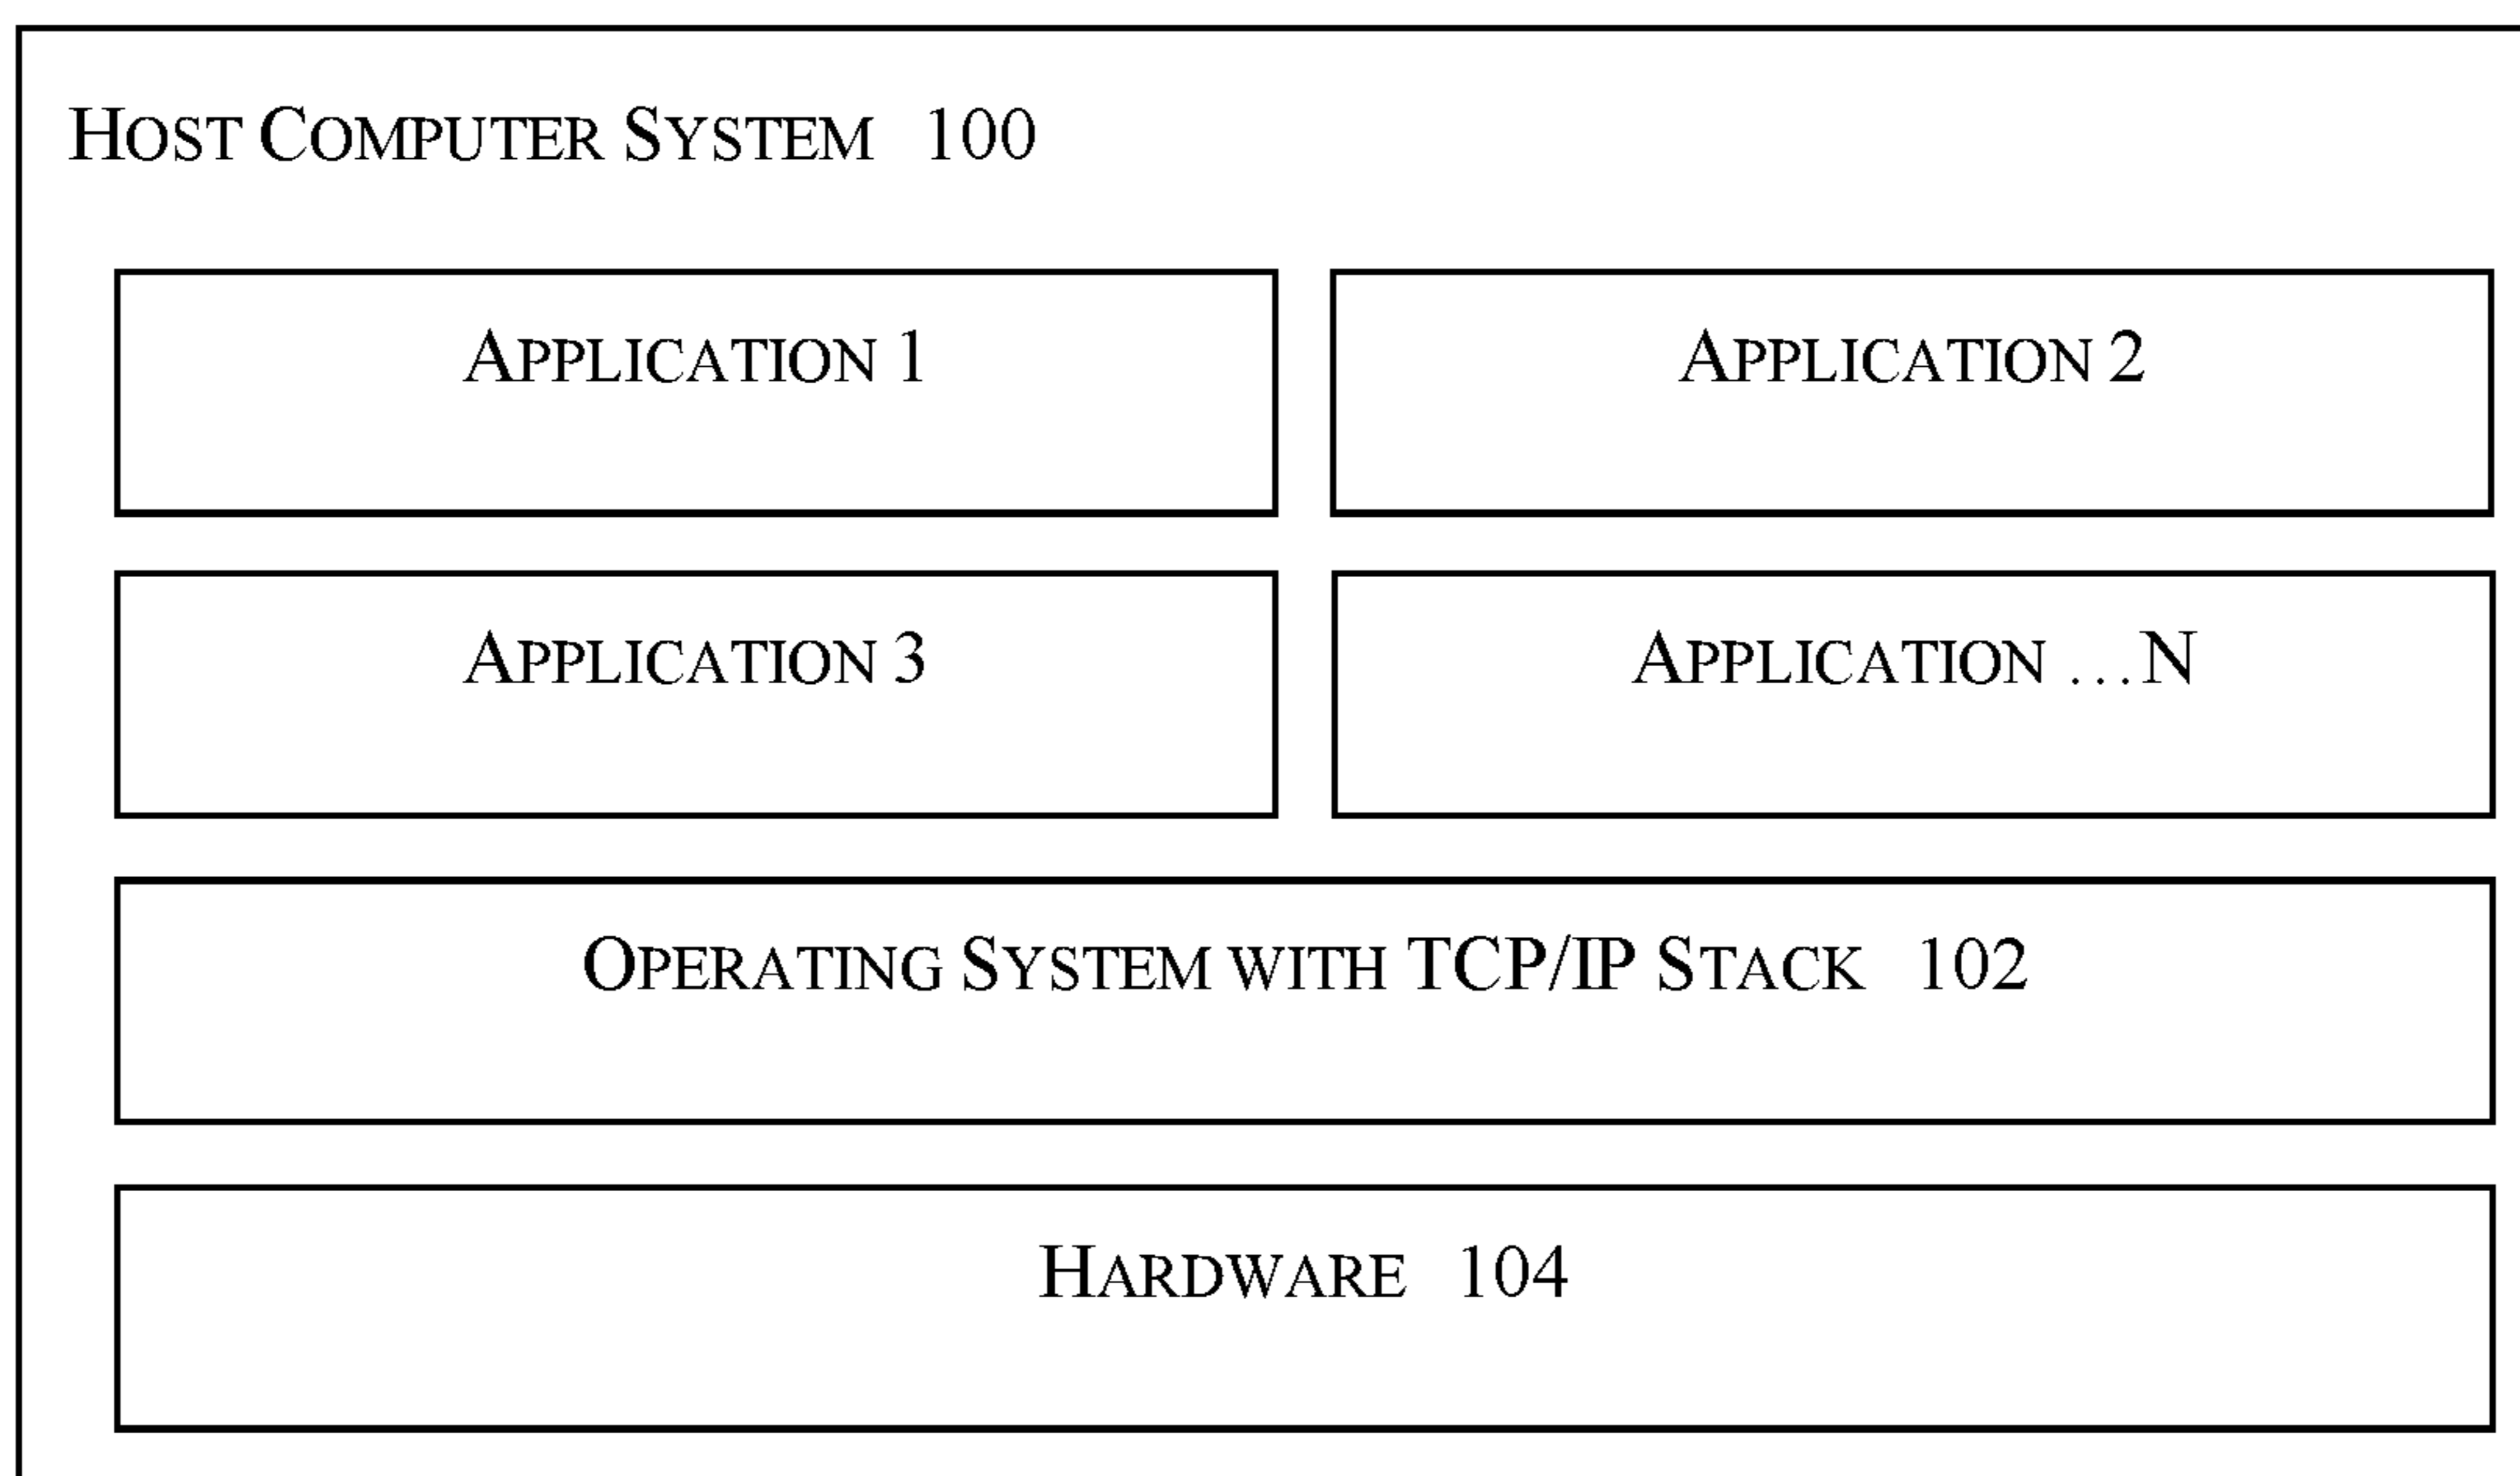 Host Computer System 100
Application 1
Application 2
Application 3
Application ...N
Operating System with TCP/IP Stack 102
Hardware 104